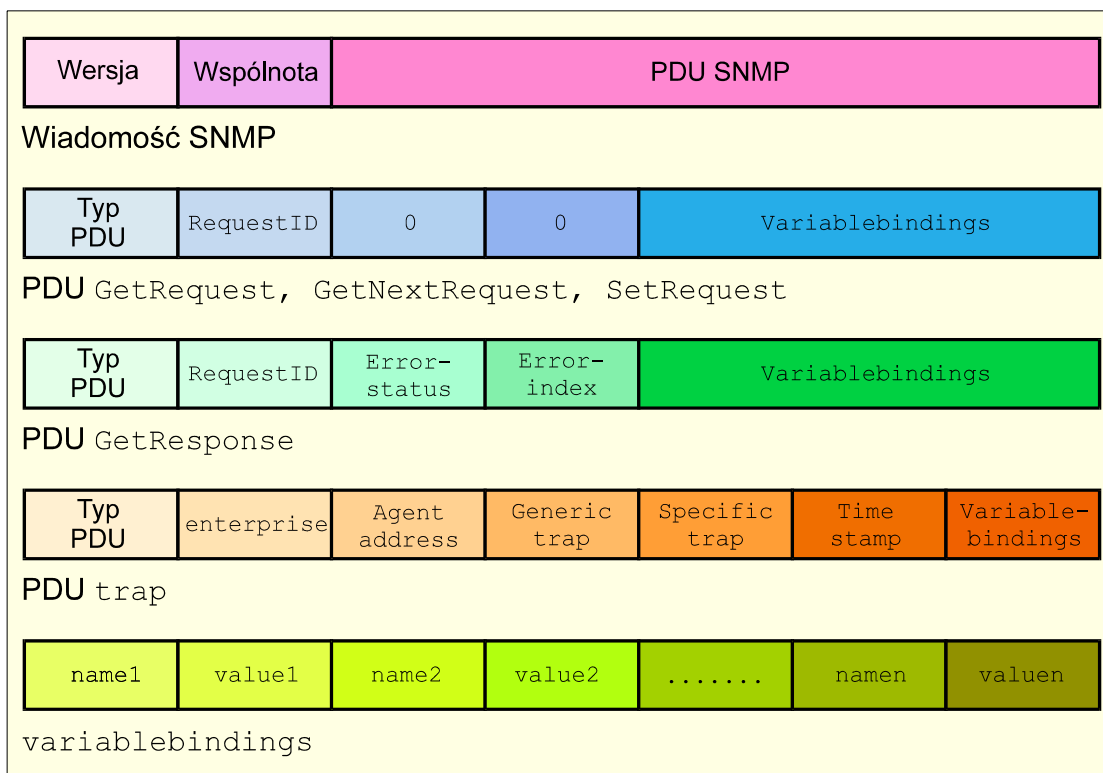 Wersja Wspólnota PDU SNMP
Wiadomość SNMP
Typ PDU RequestID 0 0 Variablebindings
PDU GetRequest, GetNextRequest, SetRequest
Typ PDU RequestID Error-status Error-index Variablebindings
PDU GetResponse
Typ PDU enterprise Agent address Generic trap Specific trap Time stamp Variable-bindings
PDU trap
name1 value1 name2 value2 ....... namen valuen
variablebindings